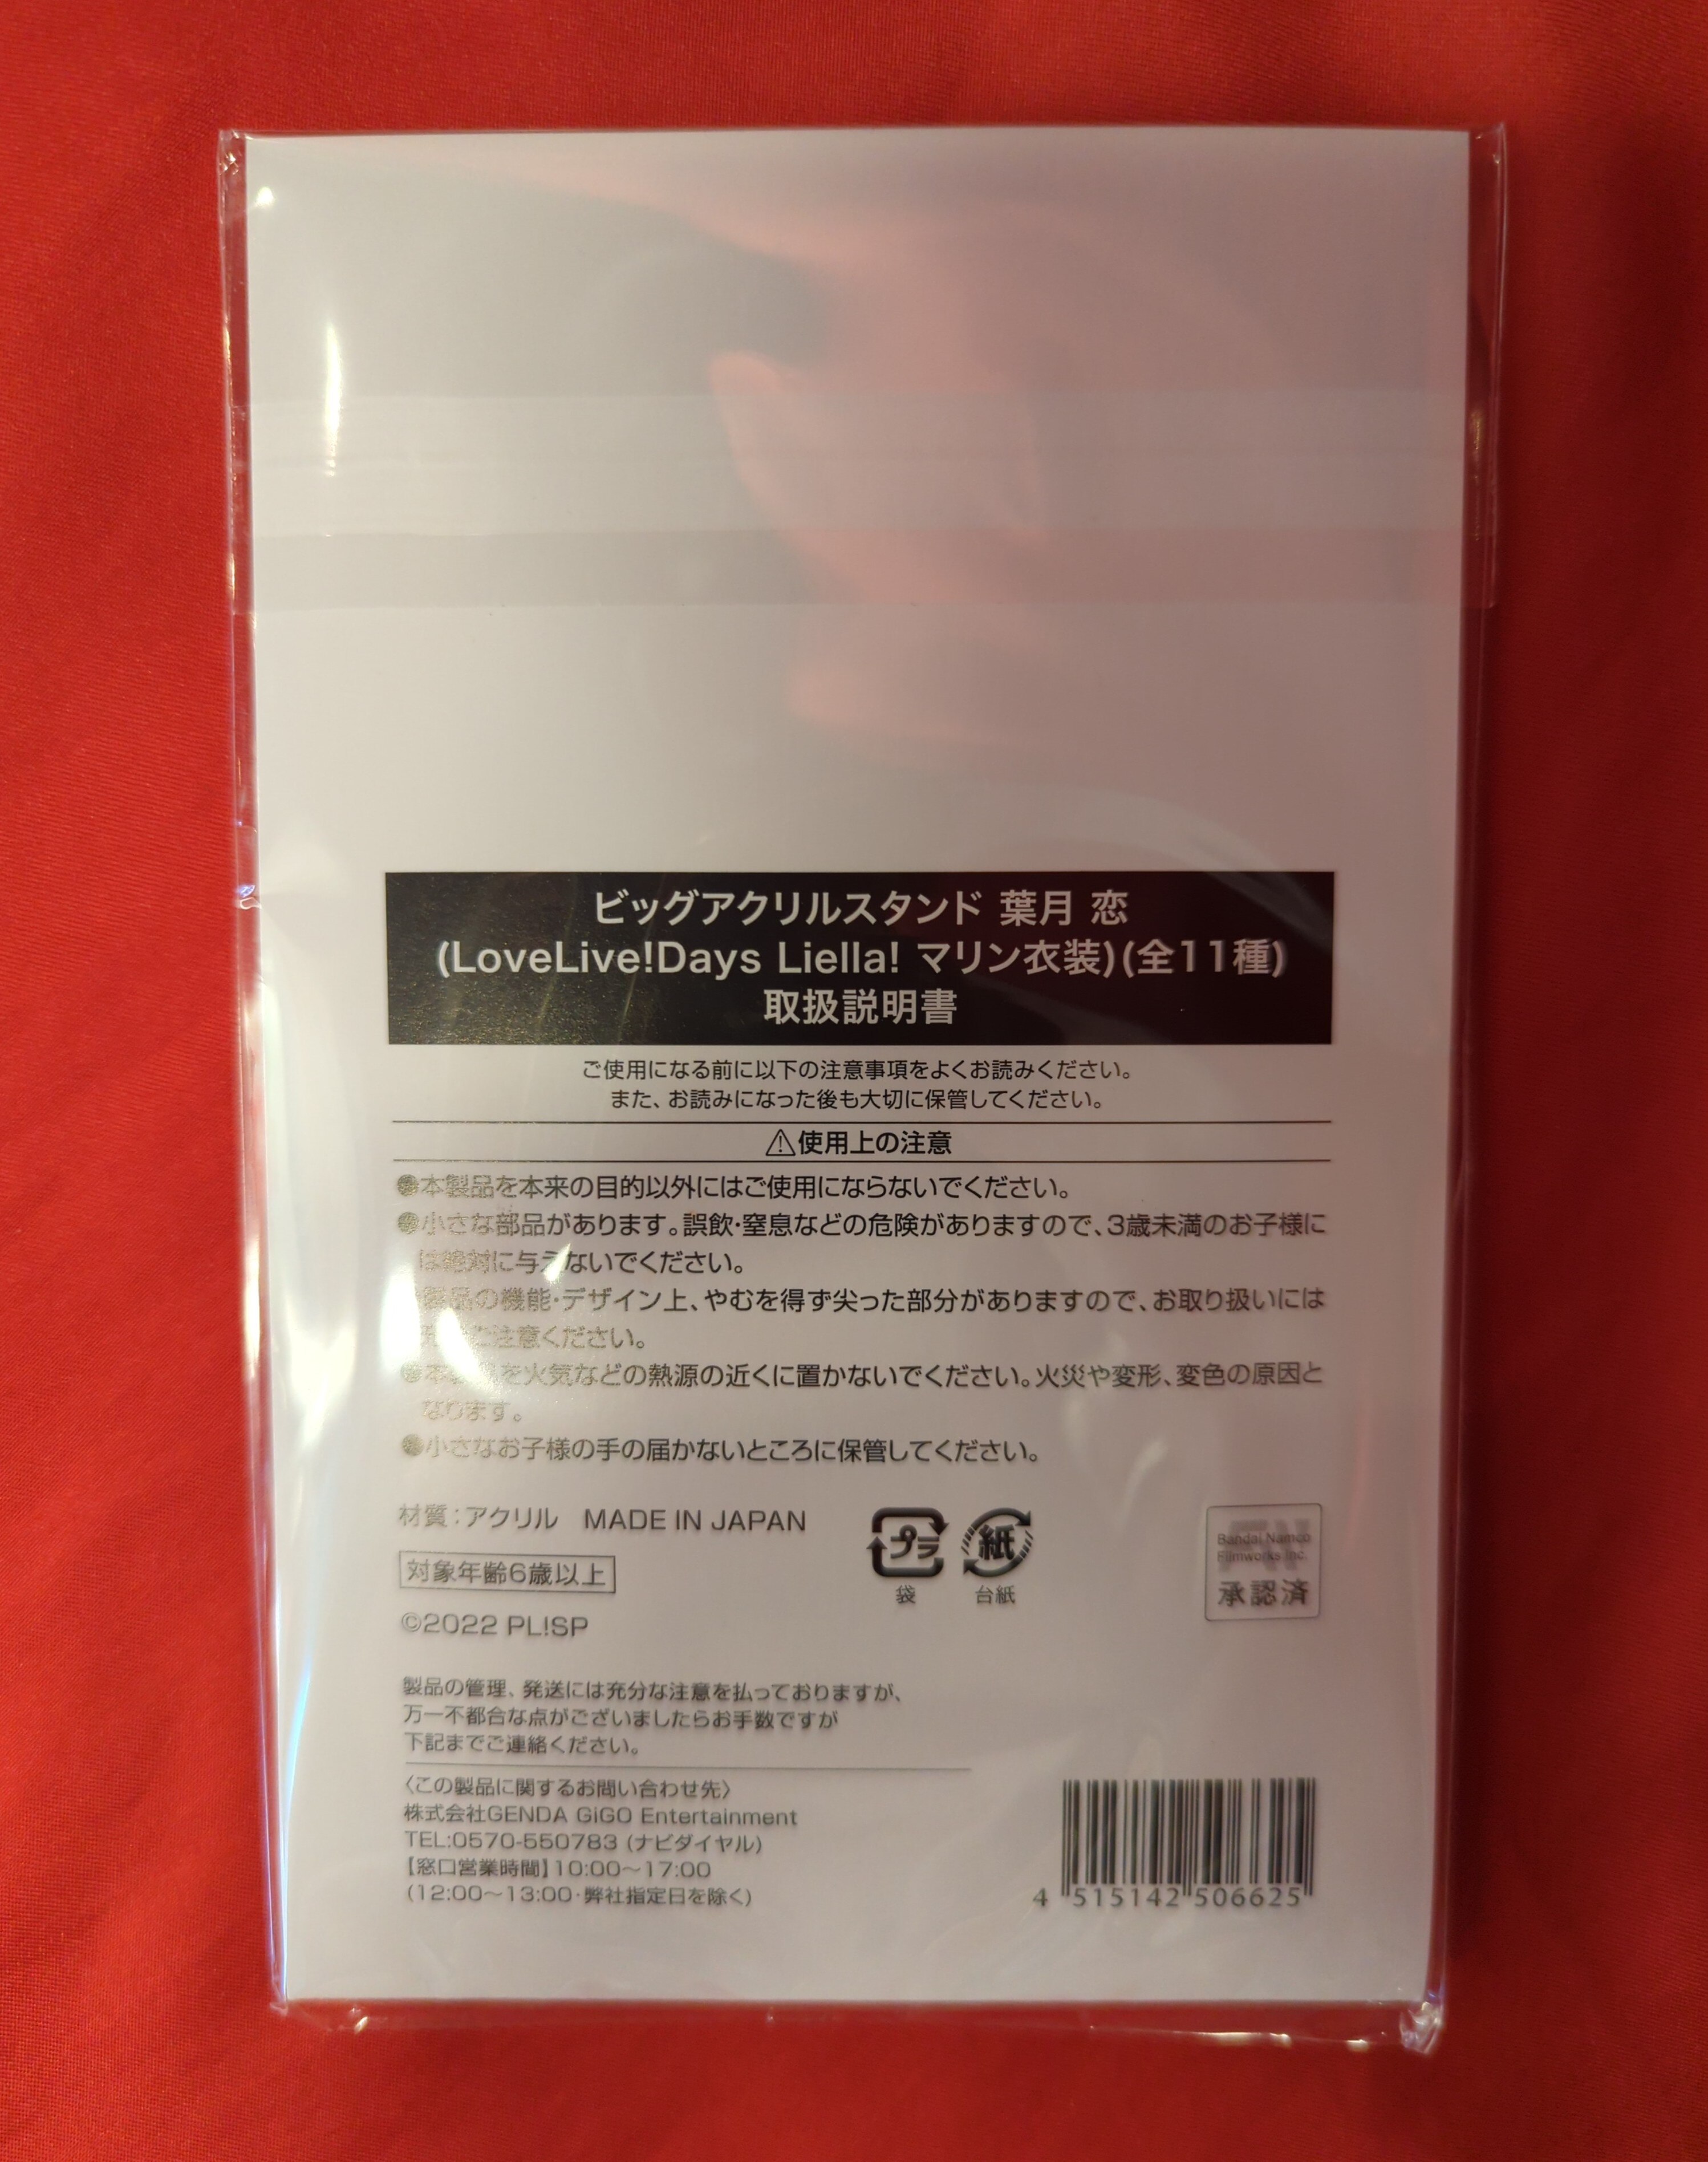 ビッグアクリルスタンド 葉月 恋
(LoveLive!Days Liella! マリン衣装)(全11種)
取扱説明書
ご使用になる前に以下の注意事項をよくお読みください。
また、お読みになった後も大切に保管してください。
⚠使用上の注意
●本製品を本来の目的以外にはご使用にならないでください。
●小さな部品があります。誤飲・窒息などの危険がありますので、3歳未満のお子様に
は絶対に与えないでください。
製品の機能・デザイン上、やむを得ず尖った部分がありますので、お取り扱いには
ご注意ください。
●本製品を火気などの熱源の近くに置かないでください。火災や変形、変色の原因と
なります。
●小さなお子様の手の届かないところに保管してください。
材質：アクリル MADE IN JAPAN
対象年齢6歳以上
©2022 PL!SP
プラ
袋
紙
台紙
Bandai Namco
Filmworks Inc.
承認済
製品の管理、発送には充分な注意を払っておりますが、
万一不都合な点がございましたらお手数ですが
下記までご連絡ください。
〈この製品に関するお問い合わせ先〉
株式会社GENDA GiGO Entertainment
TEL:0570-550783 (ナビダイヤル)
【窓口営業時間】10:00～17:00
(12:00～13:00・弊社指定日を除く)
4 515142 506625